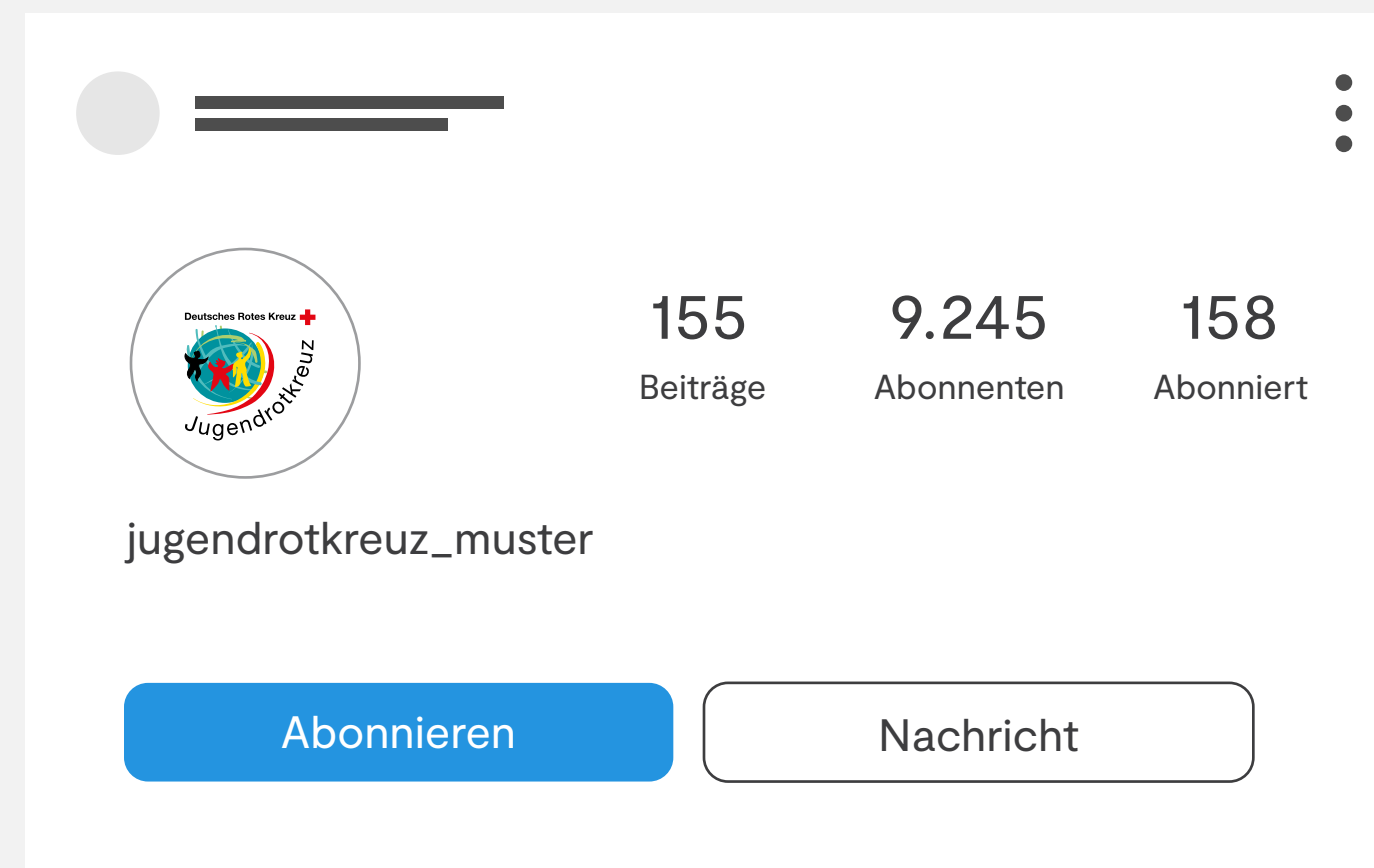 Deutsches Rotes Kreuz
Jugendrotkreuz
155
9.245
158
Beiträge
Abonnenten
Abonniert
jugendrotkreuz_muster
Abonnieren
Nachricht